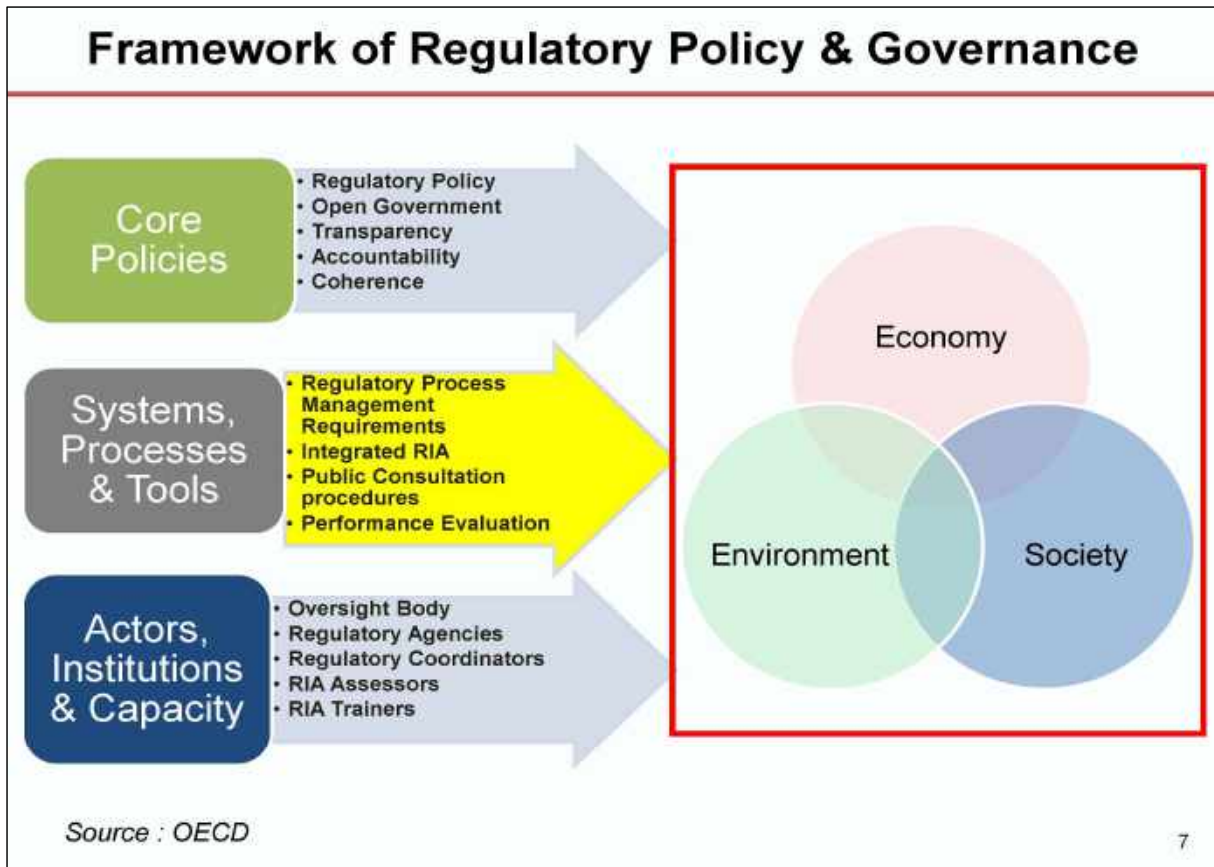 Framework of Regulatory Policy & Governance
Core
Policies
• Regulatory Policy
• Open Government
• Transparency
• Accountability
• Coherence
Systems,
Processes
& Tools
• Regulatory Process
Management
Requirements
• Integrated RIA
• Public Consultation
procedures
• Performance Evaluation
Actors,
Institutions
& Capacity
• Oversight Body
• Regulatory Agencies
• Regulatory Coordinators
• RIA Assessors
• RIA Trainers
Economy
Environment
Society
Source : OECD
7